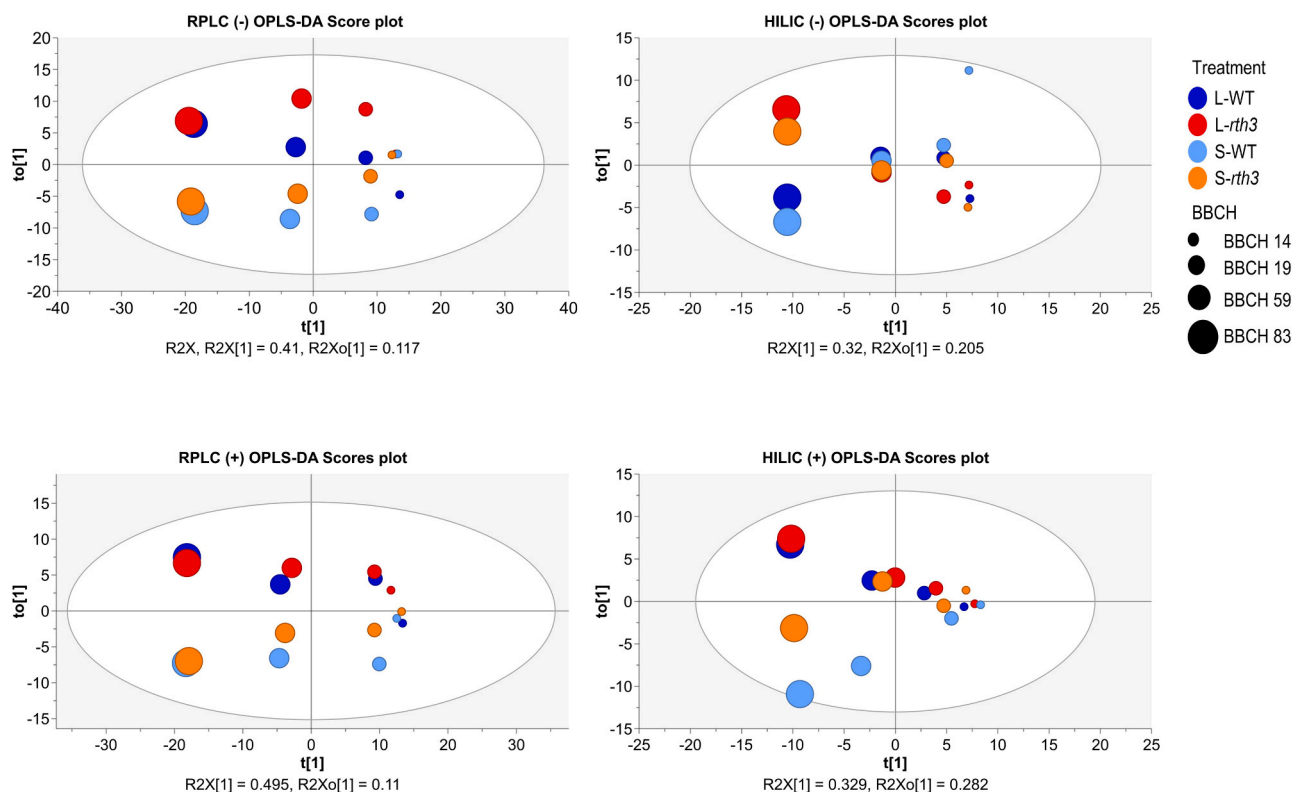 RPLC (-) OPLS-DA Score plot
20
15
10
5
0
-5
-10
-15
-20
to[1]
-40
-30
-20
-10
0
10
20
30
40
t[1]
R2X, R2X[1] = 0.41, R2Xo[1] = 0.117
HILIC (-) OPLS-DA Scores plot
15
10
5
0
-5
-10
-15
to[1]
-25
-20
-15
-10
-5
0
5
10
15
20
25
t[1]
R2X[1] = 0.32, R2Xo[1] = 0.205
Treatment
L-WT
L-rth3
S-WT
S-rth3
BBCH
BBCH 14
BBCH 19
BBCH 59
BBCH 83
RPLC (+) OPLS-DA Scores plot
15
10
5
0
-5
-10
-15
to[1]
-30
-20
-10
0
10
20
30
t[1]
R2X[1] = 0.495, R2Xo[1] = 0.11
HILIC (+) OPLS-DA Scores plot
15
10
5
0
-5
-10
-15
to[1]
-25
-20
-15
-10
-5
0
5
10
15
20
25
t[1]
R2X[1] = 0.329, R2Xo[1] = 0.282